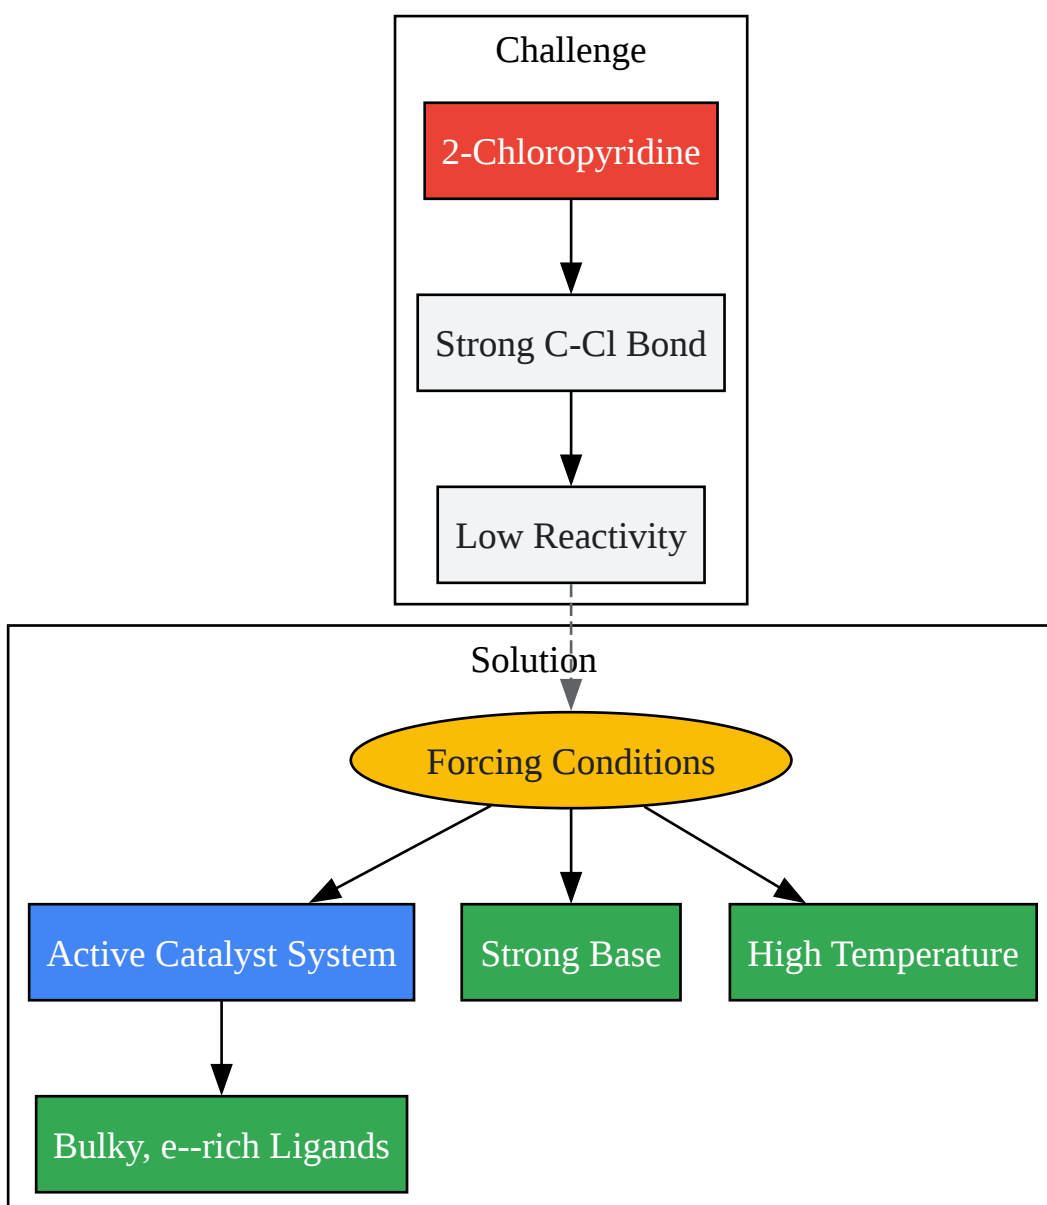 Challenge
2-Chloropyridine
Strong C-Cl Bond
Low Reactivity
Solution
Forcing Conditions
Active Catalyst System
Strong Base
High Temperature
Bulky, e--rich Ligands